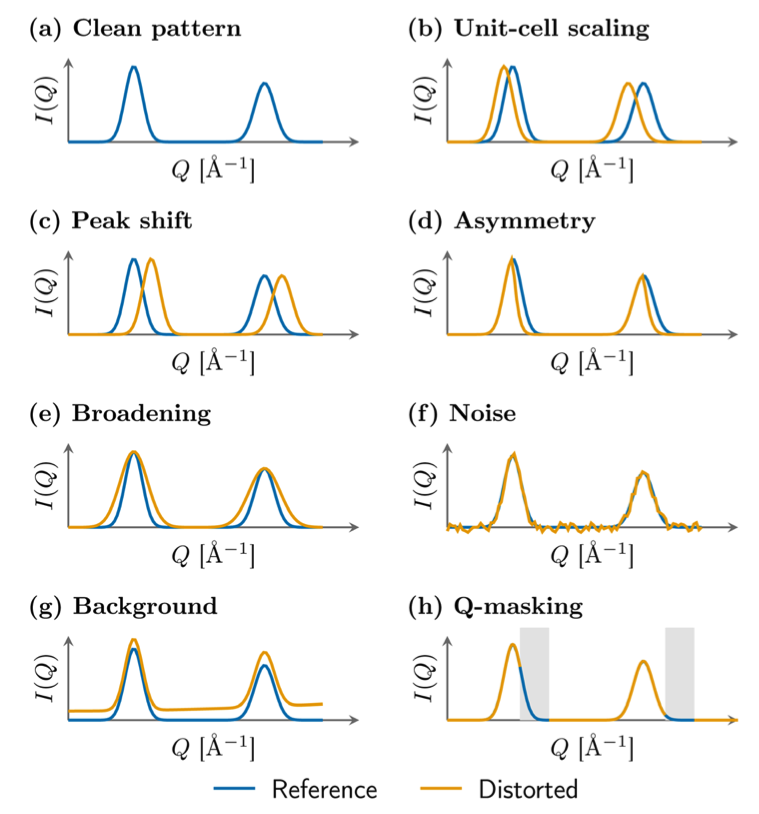 (a) Clean pattern
I(Q)
Q [Å⁻¹]
(b) Unit-cell scaling
I(Q)
Q [Å⁻¹]
(c) Peak shift
I(Q)
Q [Å⁻¹]
(d) Asymmetry
I(Q)
Q [Å⁻¹]
(e) Broadening
I(Q)
Q [Å⁻¹]
(f) Noise
I(Q)
Q [Å⁻¹]
(g) Background
I(Q)
Q [Å⁻¹]
(h) Q-masking
I(Q)
Q [Å⁻¹]
Reference
Distorted